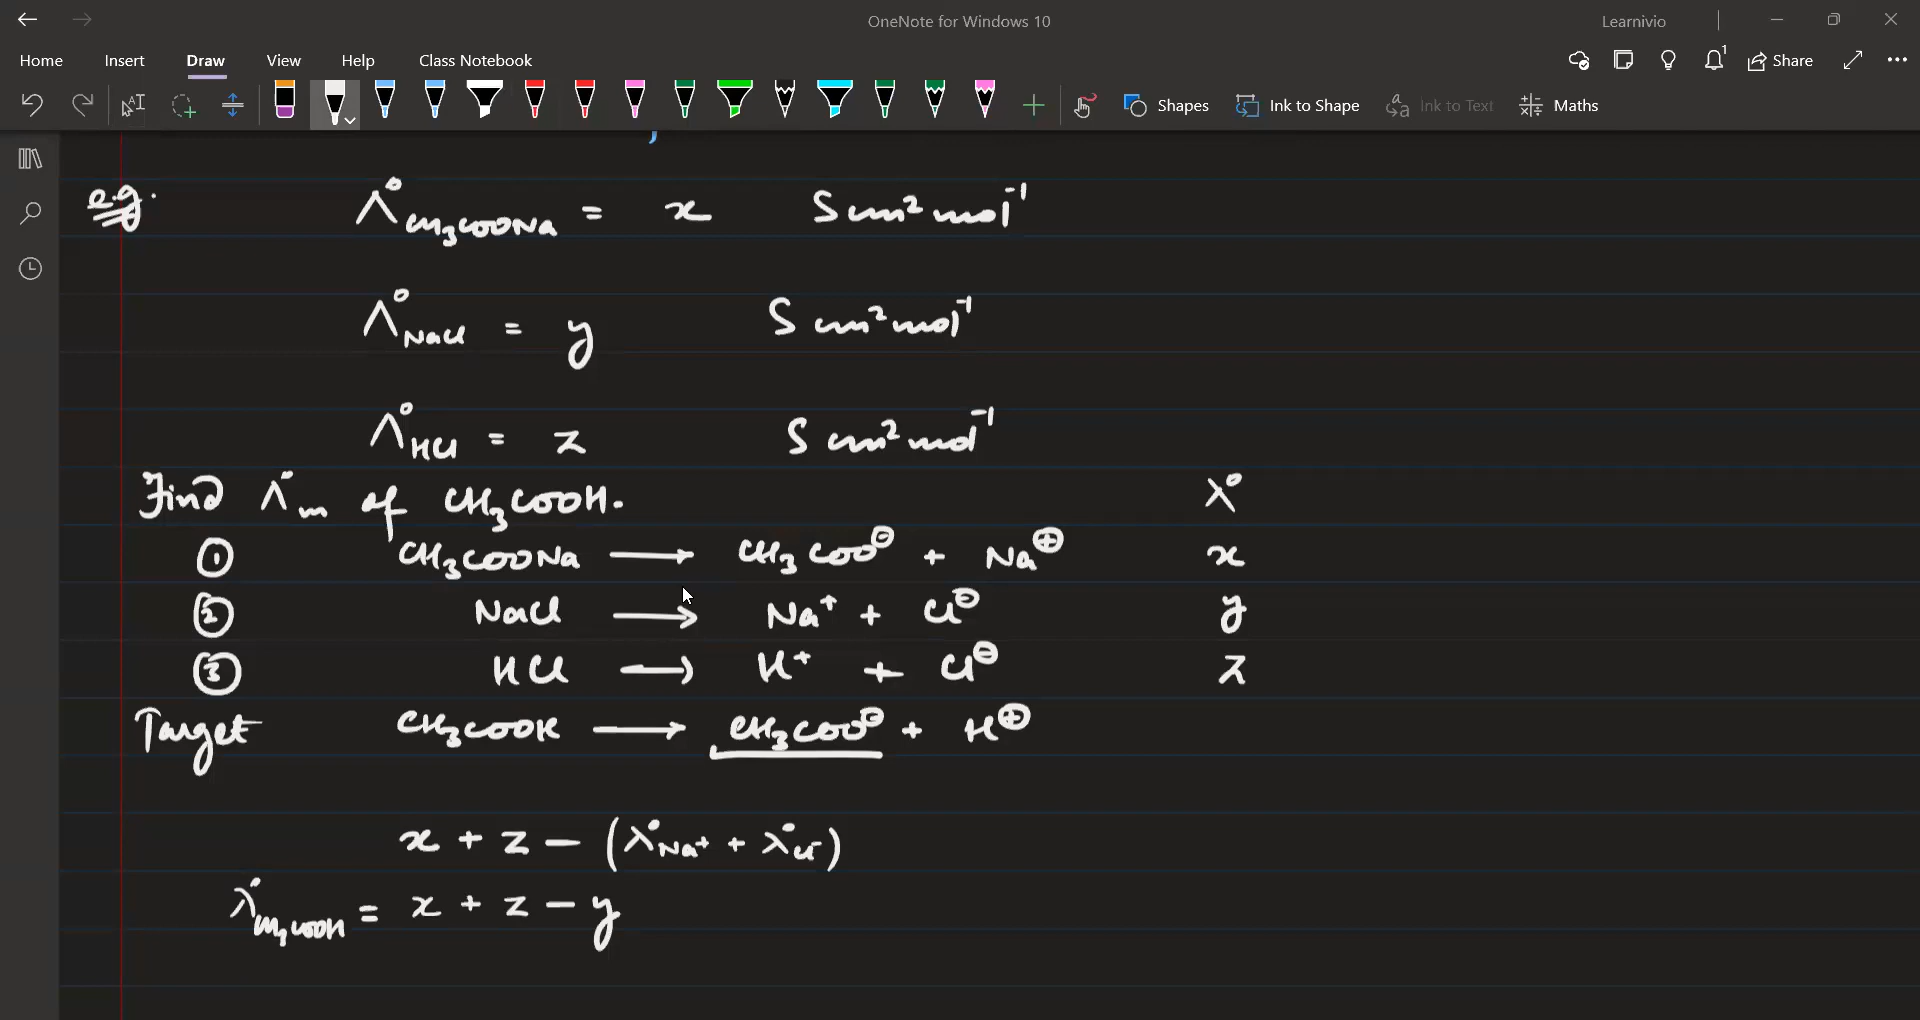 OneNote for Windows 10
Learnivio
Home Insert Draw View Help Class Notebook
1 Share
Shapes Ink to Shape Ink to Text Maths
e.g. Λ°CH₃COONa = x S cm² mol⁻¹
Λ°NaCl = y S cm² mol⁻¹
Λ°HCl = z S cm² mol⁻¹
Find Λ°m of CH₃COOH. λ°
① CH₃COONa ⟶ CH₃COO⊖ + Na⊕ x
② NaCl ⟶ Na⁺ + Cl⊖ y
③ HCl ⟶ H⁺ + Cl⊖ z
Target CH₃COOH ⟶ CH₃COO⊖ + H⊕
x + z − (λ°Na⁺ + λ°Cl⁻)
λ°CH₃COOH = x + z − y